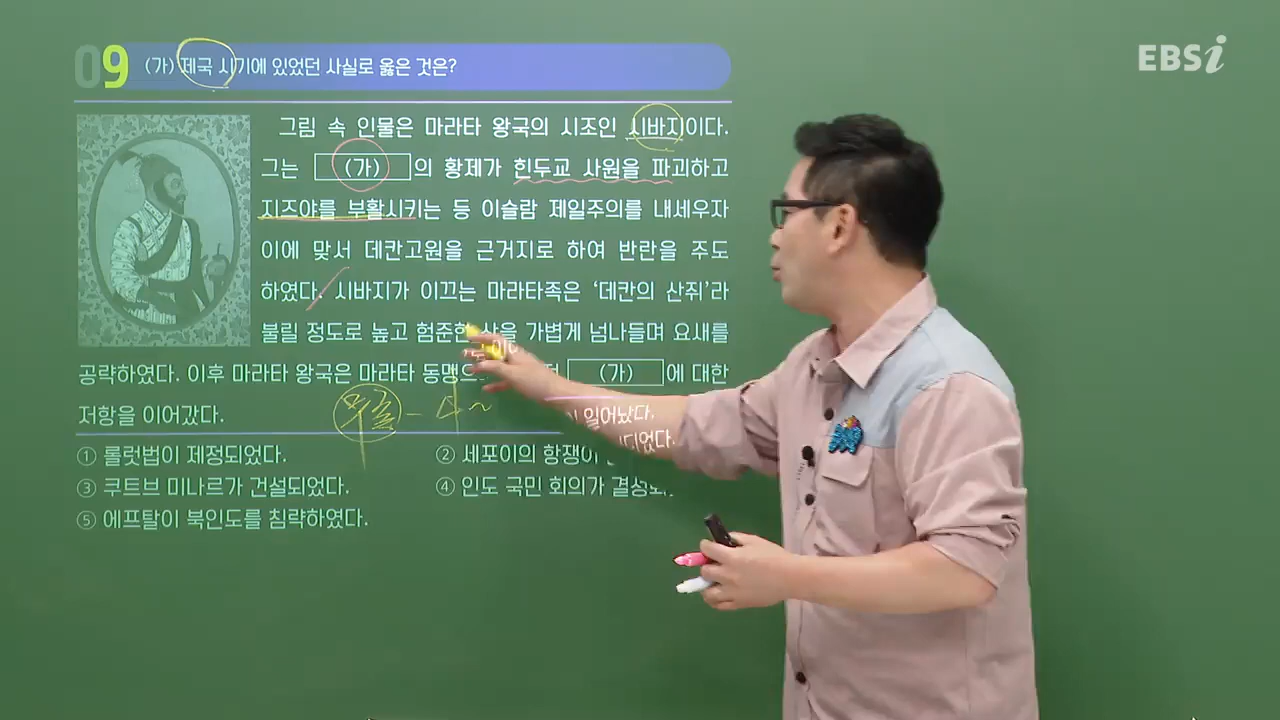 09 (가) 제국 시기에 있었던 사실로 옳은 것은?
EBSi
그림 속 인물은 마라타 왕국의 시조인 시바지이다.
그는 (가) 의 황제가 힌두교 사원을 파괴하고
지즈야를 부활시키는 등 이슬람 제일주의를 내세우자
이에 맞서 데칸고원을 근거지로 하여 반란을 주도
하였다. 시바지가 이끄는 마라타족은 ‘데칸의 산쥐’라
불릴 정도로 높고 험준한 산을 가볍게 넘나들며 요새를
공략하였다. 이후 마라타 왕국은 마라타 (가) 에 대한
저항을 이어갔다. 무굴 일어났다.
되었다.
① 롤럿법이 제정되었다. ② 세포이의 항쟁이
③ 쿠트브 미나르가 건설되었다. ④ 인도 국민 회의가
⑤ 에프탈이 북인도를 침략하였다.